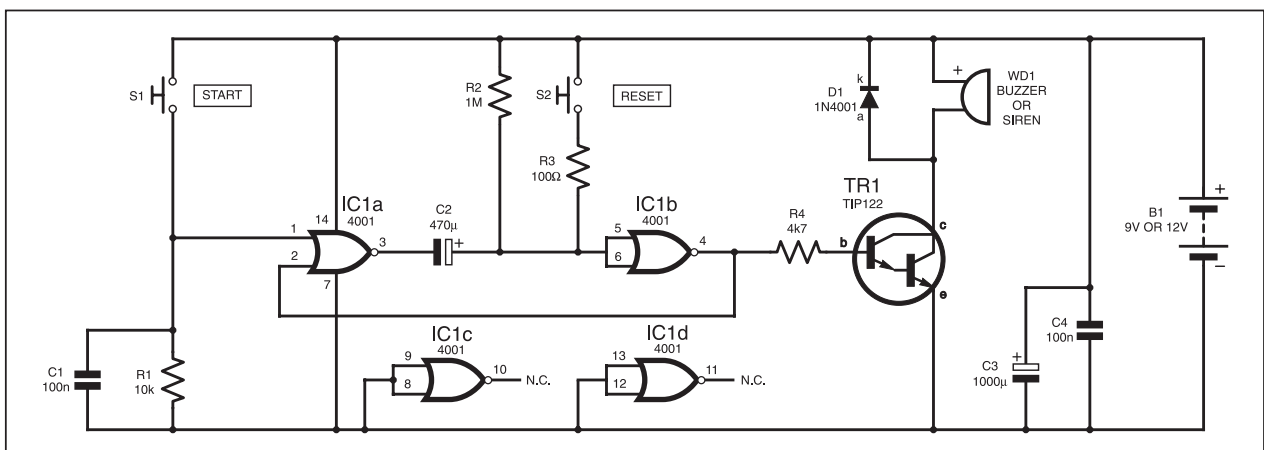 S1
START
R2
1M
S2
RESET
R3
100Ω
k
D1
1N4001
a
+
WD1
BUZZER
OR
SIREN
IC1a
4001
1
2
14
7
3
C2
470µ
+
IC1b
4001
5
6
4
R4
4k7
TR1
TIP122
b
c
e
B1
9V OR 12V
+
−
C1
100n
R1
10k
IC1c
4001
9
8
10
N.C.
IC1d
4001
13
12
11
N.C.
+
C3
1000µ
C4
100n